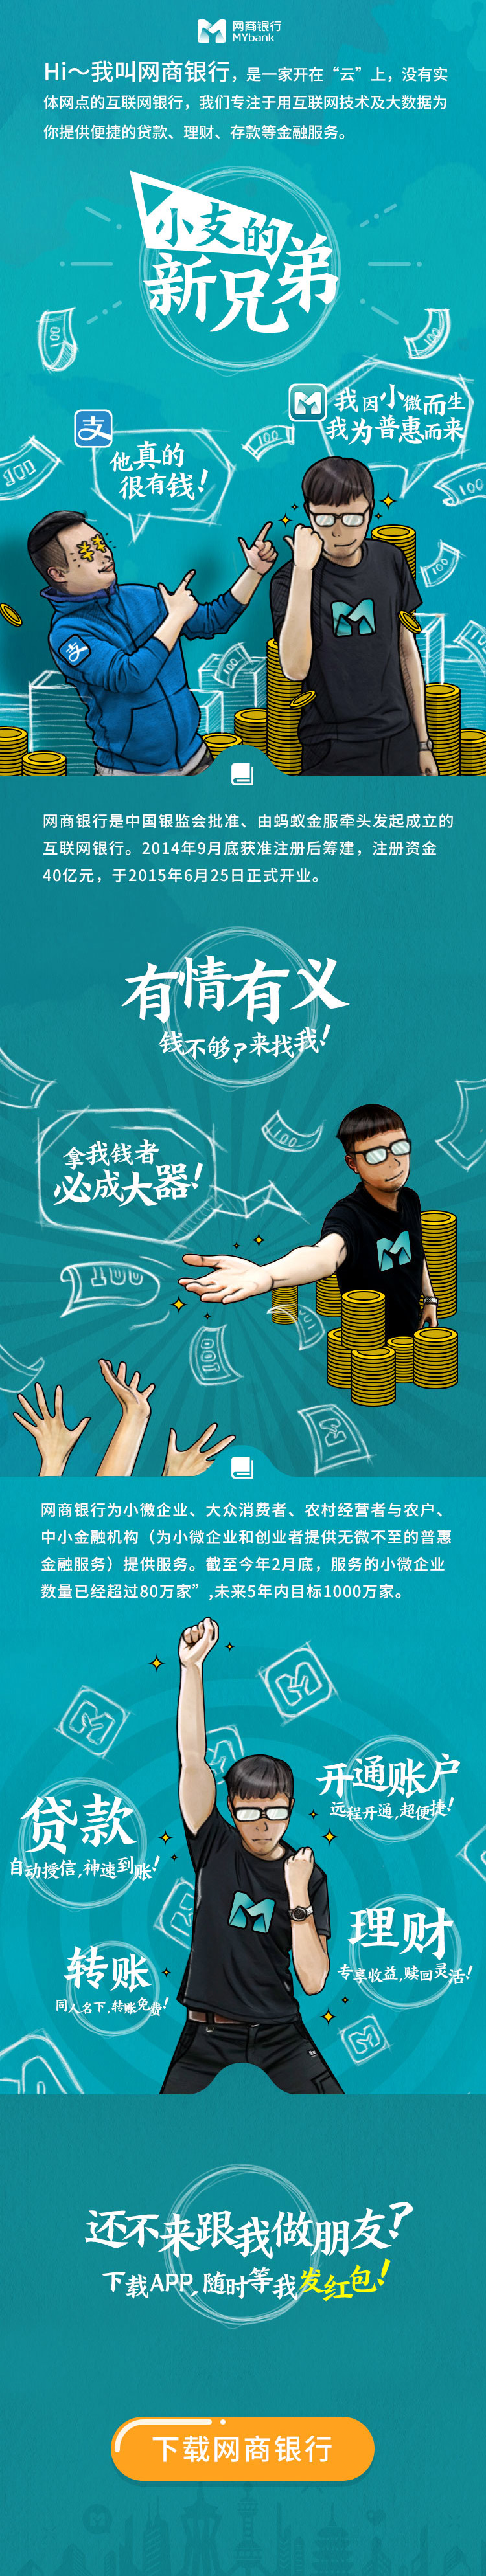 网商银行
MYbank
Hi～我叫网商银行，是一家开在“云”上，没有实
体网点的互联网银行，我们专注于用互联网技术及大数据为
你提供便捷的贷款、理财、存款等金融服务。
小支的
新兄弟
100
100
我因小微而生
我为普惠而来
支
他真的
很有钱！
100
100
100
100
100
支
网商银行是中国银监会批准、由蚂蚁金服牵头发起成立的
互联网银行。2014年9月底获准注册后筹建，注册资金
40亿元，于2015年6月25日正式开业。
有情有义
钱不够？来找我！
100
拿我钱者
必成大器！
100
100
100
网商银行为小微企业、大众消费者、农村经营者与农户、
中小金融机构（为小微企业和创业者提供无微不至的普惠
金融服务）提供服务。截至今年2月底，服务的小微企业
数量已经超过80万家”,未来5年内目标1000万家。
开通账户
远程开通,超便捷！
贷款
自动授信,神速到账！
理财
专享收益,赎回灵活！
转账
同人名下,转账免费！
还不来跟我做朋友？
下载APP,随时等我发红包！
下载网商银行